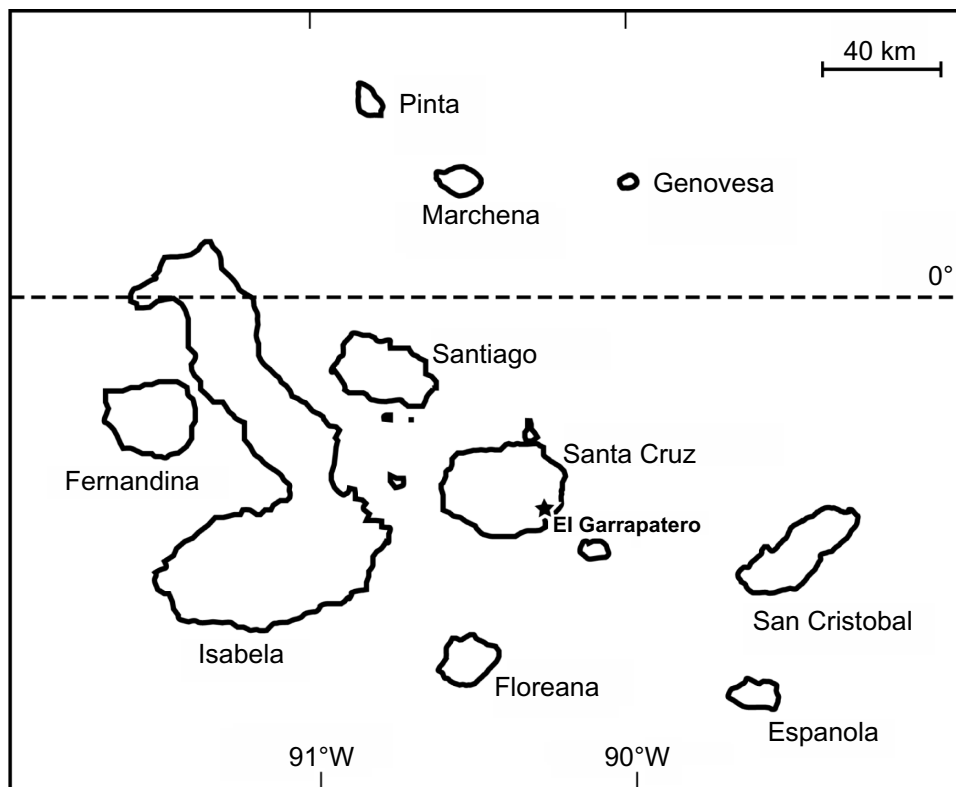 40 km
Pinta
Genovesa
Marchena
0°
Santiago
Santa Cruz
Fernandina
El Garrapatero
San Cristobal
Isabela
Floreana
Espanola
91°W
90°W